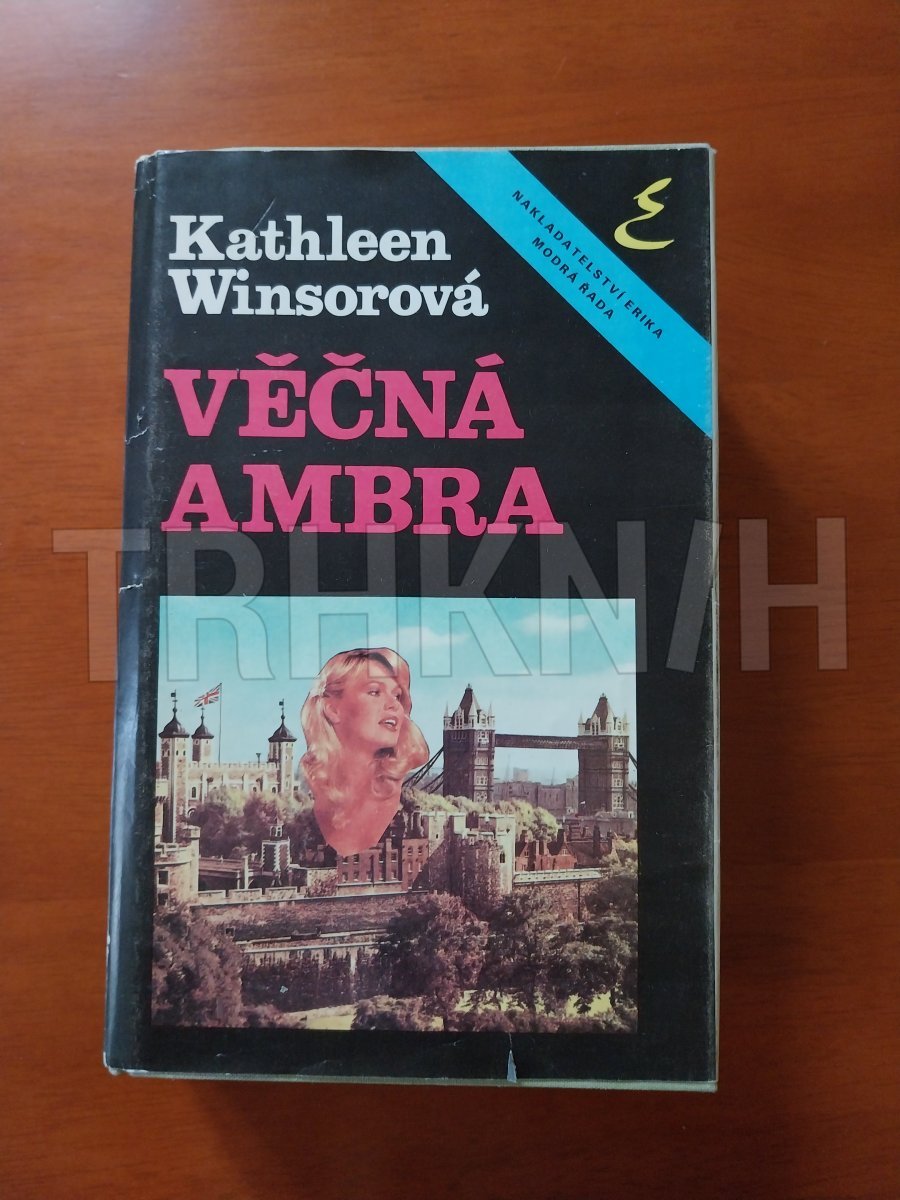 Kathleen
Winsorová
NAKLADATELSTVÍ ERIKA
MODRÁ ŘADA
VĚČNÁ
AMBRA
TRHKNIH